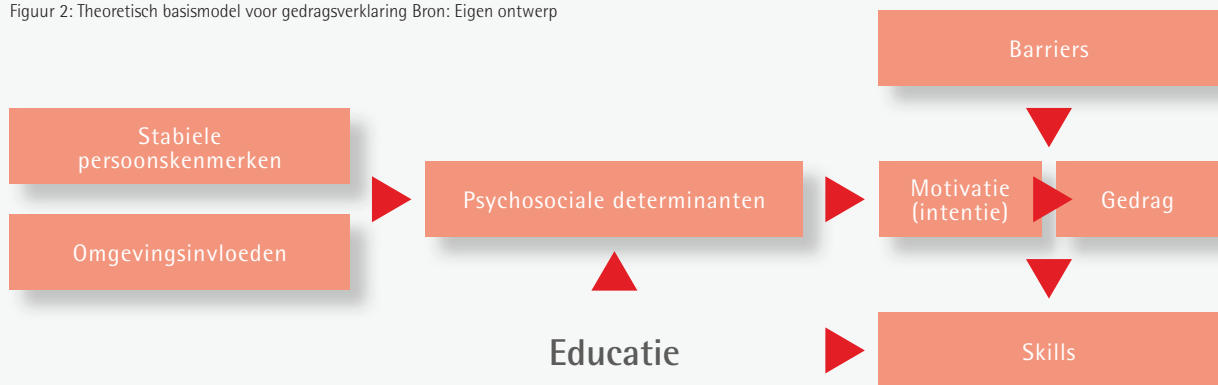 Figuur 2: Theoretisch basismodel voor gedragsverklaring Bron: Eigen ontwerp
Barriers
Stabiele
persoonskenmerken
Psychosociale determinanten
Motivatie
(intentie)
Gedrag
Omgevingsinvloeden
Educatie
Skills